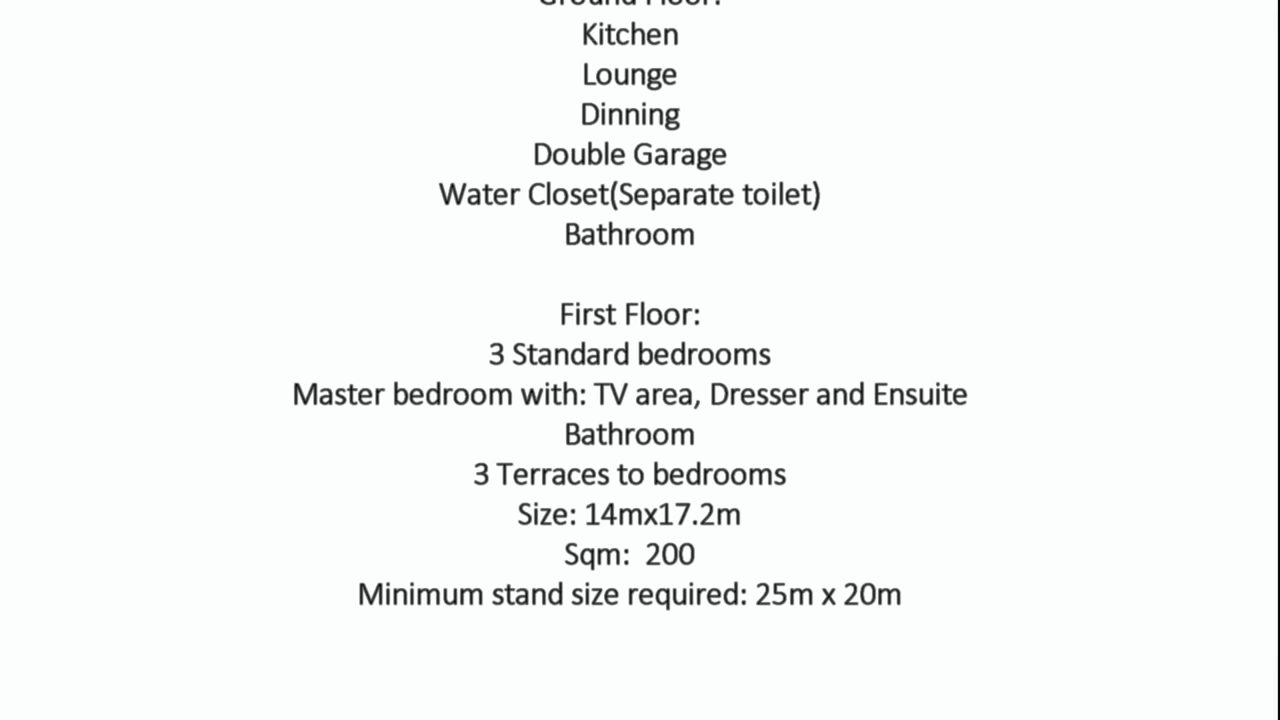 Ground Floor:
Kitchen
Lounge
Dinning
Double Garage
Water Closet(Separate toilet)
Bathroom
First Floor:
3 Standard bedrooms
Master bedroom with: TV area, Dresser and Ensuite
Bathroom
3 Terraces to bedrooms
Size: 14mx17.2m
Sqm:  200
Minimum stand size required: 25m x 20m